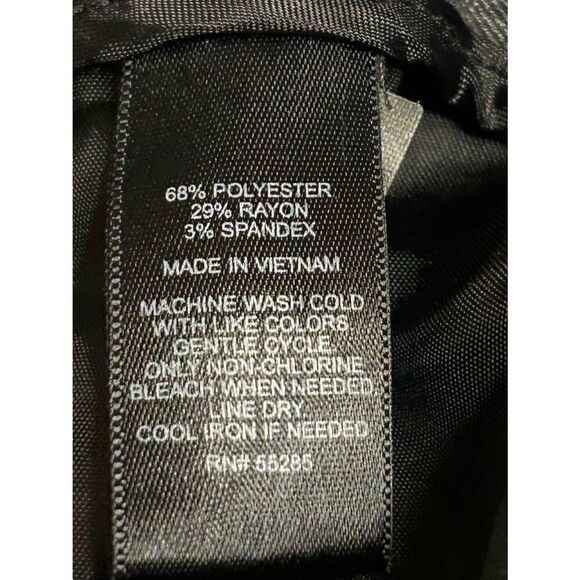 68% POLYESTER
29% RAYON
3% SPANDEX
MADE IN VIETNAM
MACHINE WASH COLD
WITH LIKE COLORS
GENTLE CYCLE
ONLY NON-CHLORINE
BLEACH WHEN NEEDED
LINE DRY
COOL IRON IF NEEDED
RN# 55285